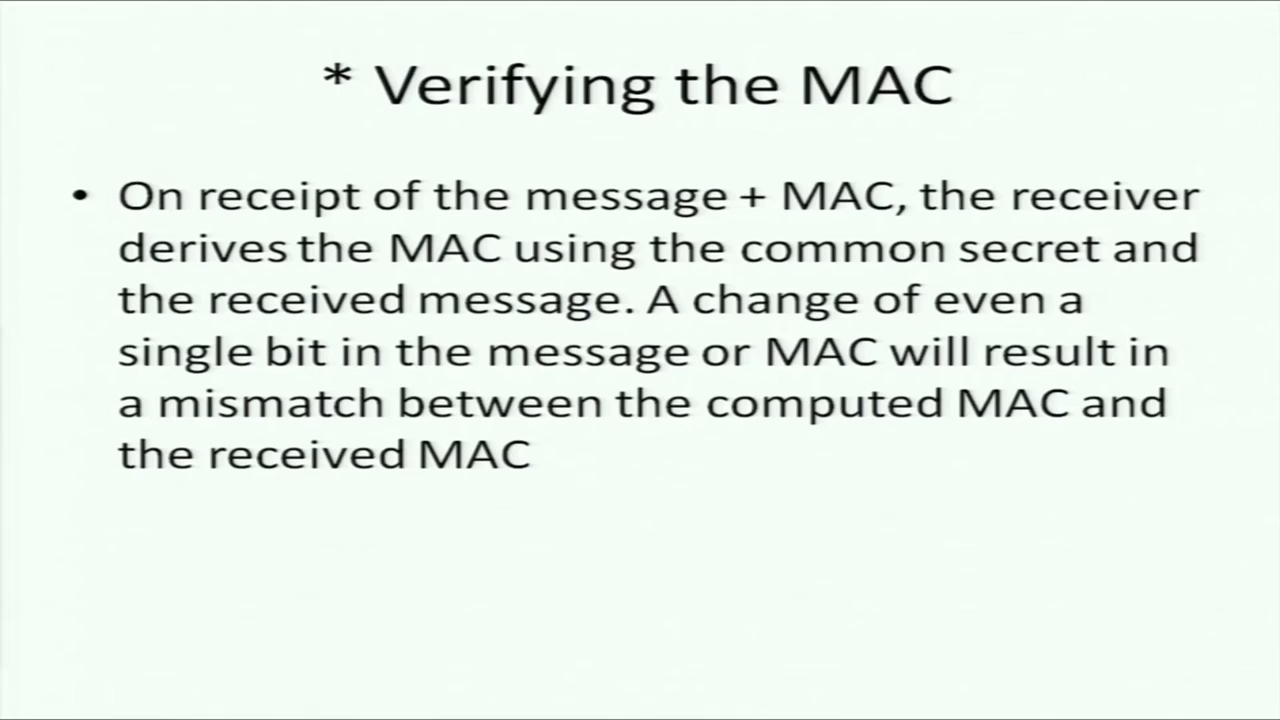 * Verifying the MAC
• On receipt of the message + MAC, the receiver
derives the MAC using the common secret and
the received message. A change of even a
single bit in the message or MAC will result in
a mismatch between the computed MAC and
the received MAC